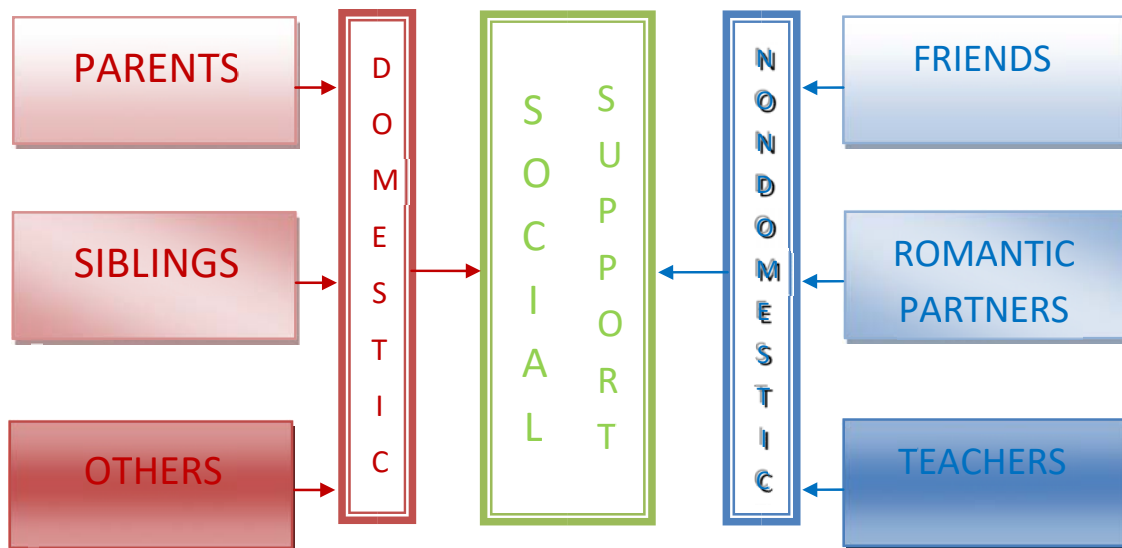 PARENTS
SIBLINGS
OTHERS
DOMESTIC
SOCIAL
SUPPORT
NONDOMESTIC
FRIENDS
ROMANTIC
PARTNERS
TEACHERS